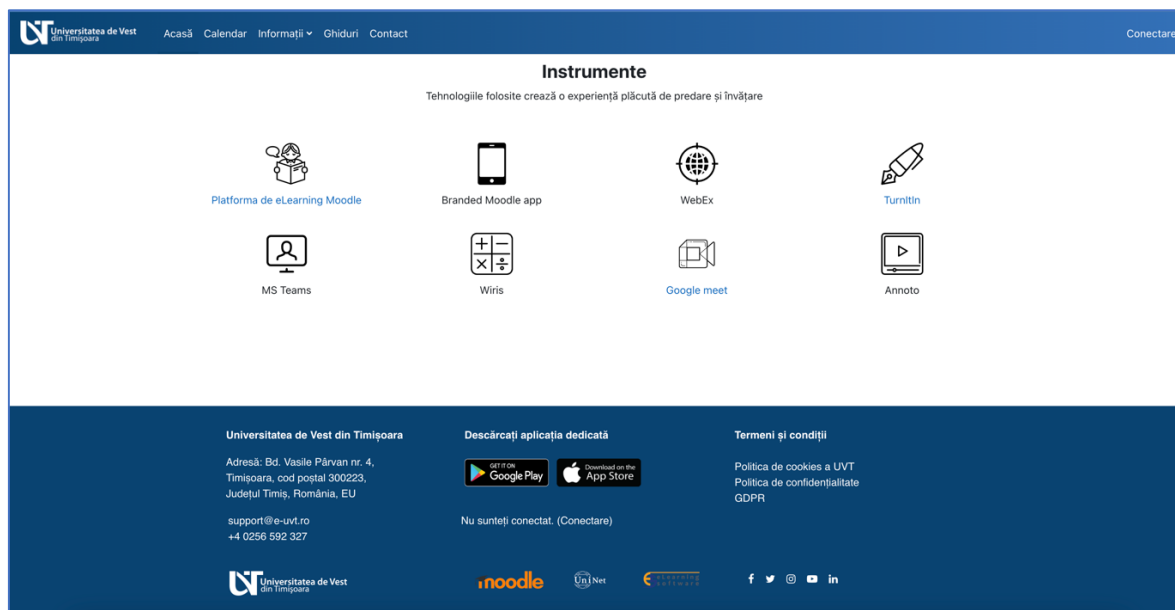 Universitatea de Vest
din Timișoara
Acasă Calendar Informații Ghiduri Contact
Conectare
Instrumente
Tehnologiile folosite crează o experiență plăcută de predare și învățare
Platforma de eLearning Moodle
Branded Moodle app
WebEx
TurnItIn
MS Teams
Wiris
Google meet
Annoto
Universitatea de Vest din Timișoara
Adresă: Bd. Vasile Pârvan nr. 4,
Timișoara, cod poștal 300223,
Județul Timiș, România, EU
support@e-uvt.ro
+4 0256 592 327
Descărcați aplicația dedicată
GET IT ON
Google Play
Download on the
App Store
Nu sunteți conectat. (Conectare)
Termeni și condiții
Politica de cookies a UVT
Politica de confidențialitate
GDPR
Universitatea de Vest
din Timișoara
moodle
UniNet
eLearning
software